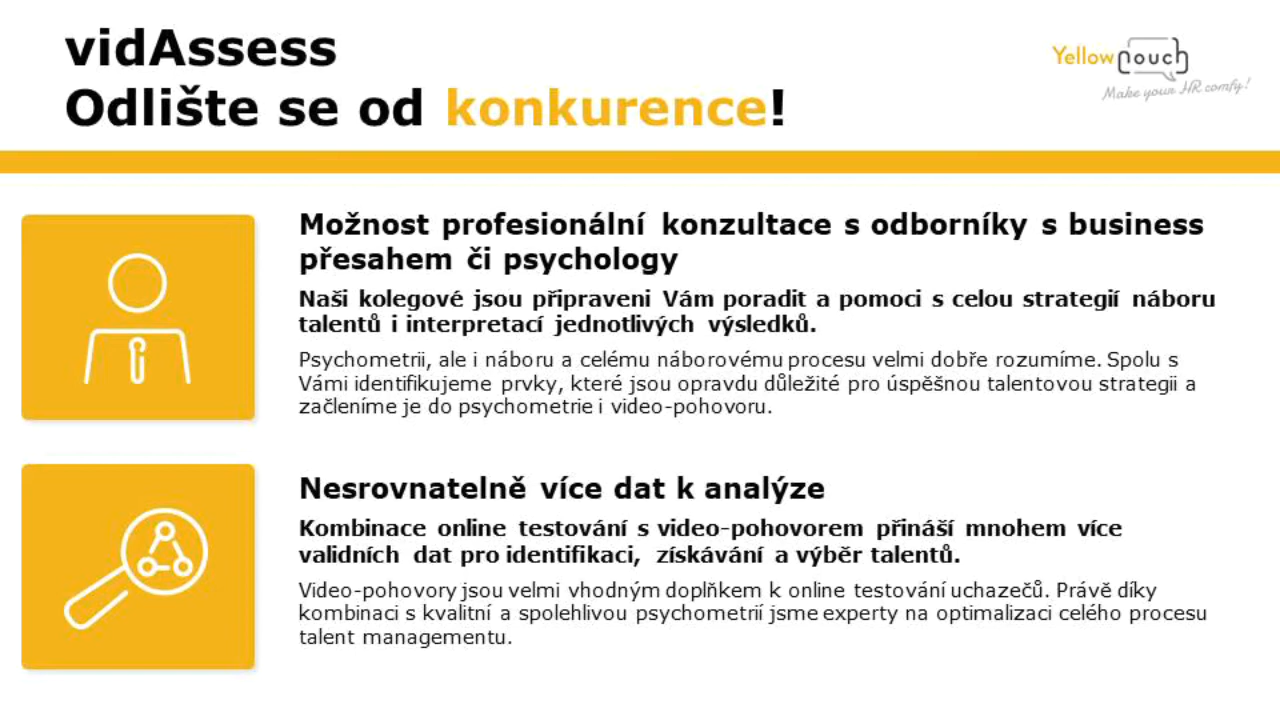 vidAssess
Odlište se od konkurence!
Yellow nouch
Make your HR comfy!
Možnost profesionální konzultace s odborníky s business
přesahem či psychology
Naši kolegové jsou připraveni Vám poradit a pomoci s celou strategií náboru
talentů i interpretací jednotlivých výsledků.
Psychometrii, ale i náboru a celému náborovému procesu velmi dobře rozumíme. Spolu s
Vámi identifikujeme prvky, které jsou opravdu důležité pro úspěšnou talentovou strategii a
začleníme je do psychometrie i video-pohovoru.
Nesrovnatelně více dat k analýze
Kombinace online testování s video-pohovorem přináší mnohem více
validních dat pro identifikaci, získávání a výběr talentů.
Video-pohovory jsou velmi vhodným doplňkem k online testování uchazečů. Právě díky
kombinaci s kvalitní a spolehlivou psychometrií jsme experty na optimalizaci celého procesu
talent managementu.